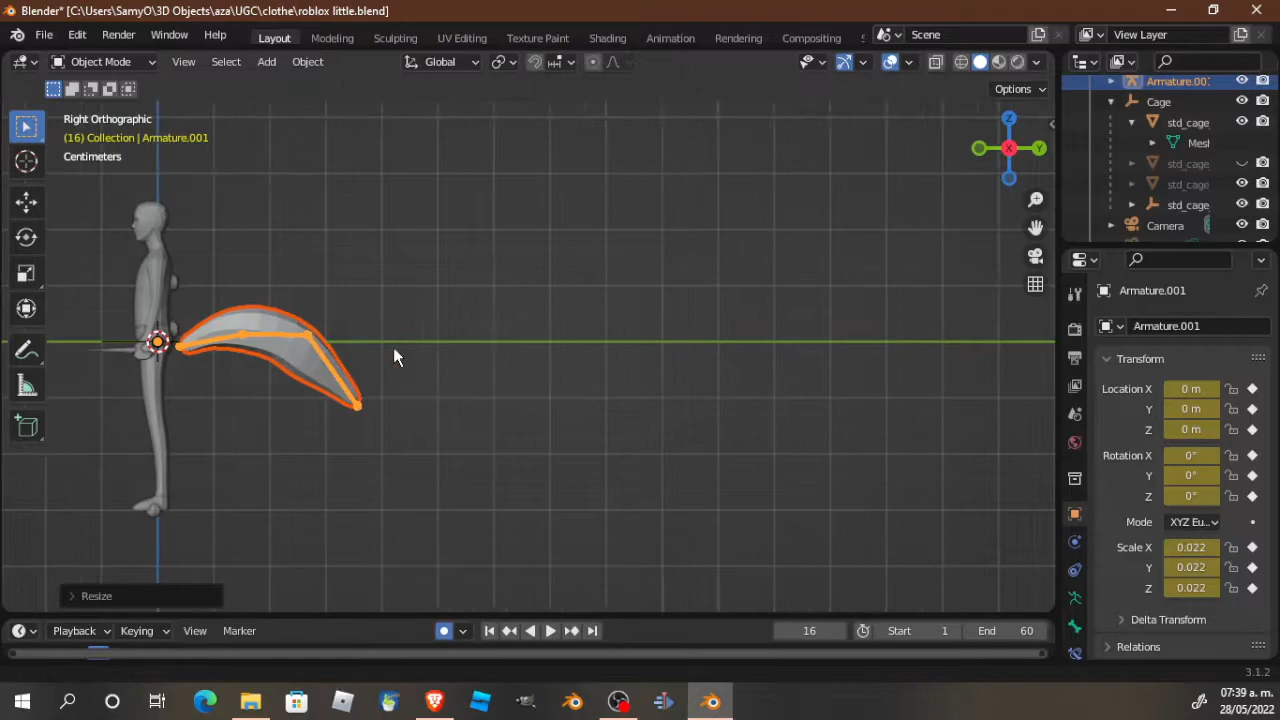 Blender* [C:\Users\SamyO\3D Objects\aza\UGC\clothe\roblox little.blend]
File Edit Render Window Help Layout Modeling Sculpting UV Editing Texture Paint Shading Animation Rendering Compositing Scene View Layer
Object Mode View Select Add Object Global
Options
Right Orthographic
(16) Collection | Armature.001
Centimeters
Z
X
Y
Armature.00
Cage
std_cage
Mesh
std_cage
std_cage
std_cage
Camera
Armature.001
Armature.001
Transform
Location X 0 m
Y 0 m
Z 0 m
Rotation X 0°
Y 0°
Z 0°
Mode XYZ Eu...
Scale X 0.022
Y 0.022
Z 0.022
Delta Transform
Relations
Resize
Playback Keying View Marker 16 Start 1 End 60
3.1.2
07:39 a. m.
28/05/2022